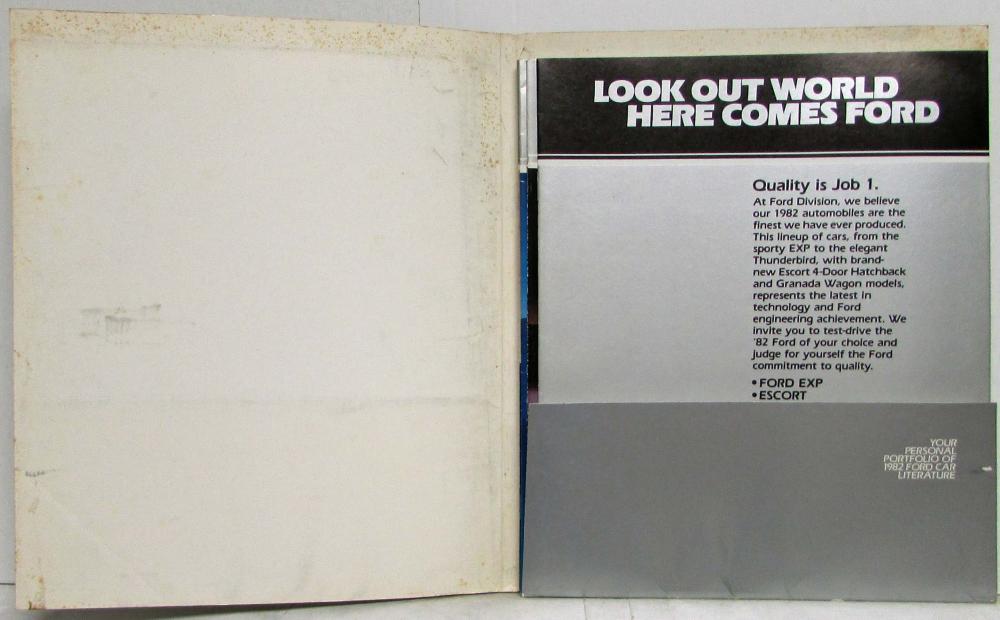 LOOK OUT WORLD
HERE COMES FORD
Quality is Job 1.
At Ford Division, we believe
our 1982 automobiles are the
finest we have ever produced.
This lineup of cars, from the
sporty EXP to the elegant
Thunderbird, with brand-
new Escort 4-Door Hatchback
and Granada Wagon models,
represents the latest in
technology and Ford
engineering achievement. We
invite you to test-drive the
'82 Ford of your choice and
judge for yourself the Ford
commitment to quality.
• FORD EXP
• ESCORT
YOUR
PERSONAL
PORTFOLIO OF
1982 FORD CAR
LITERATURE